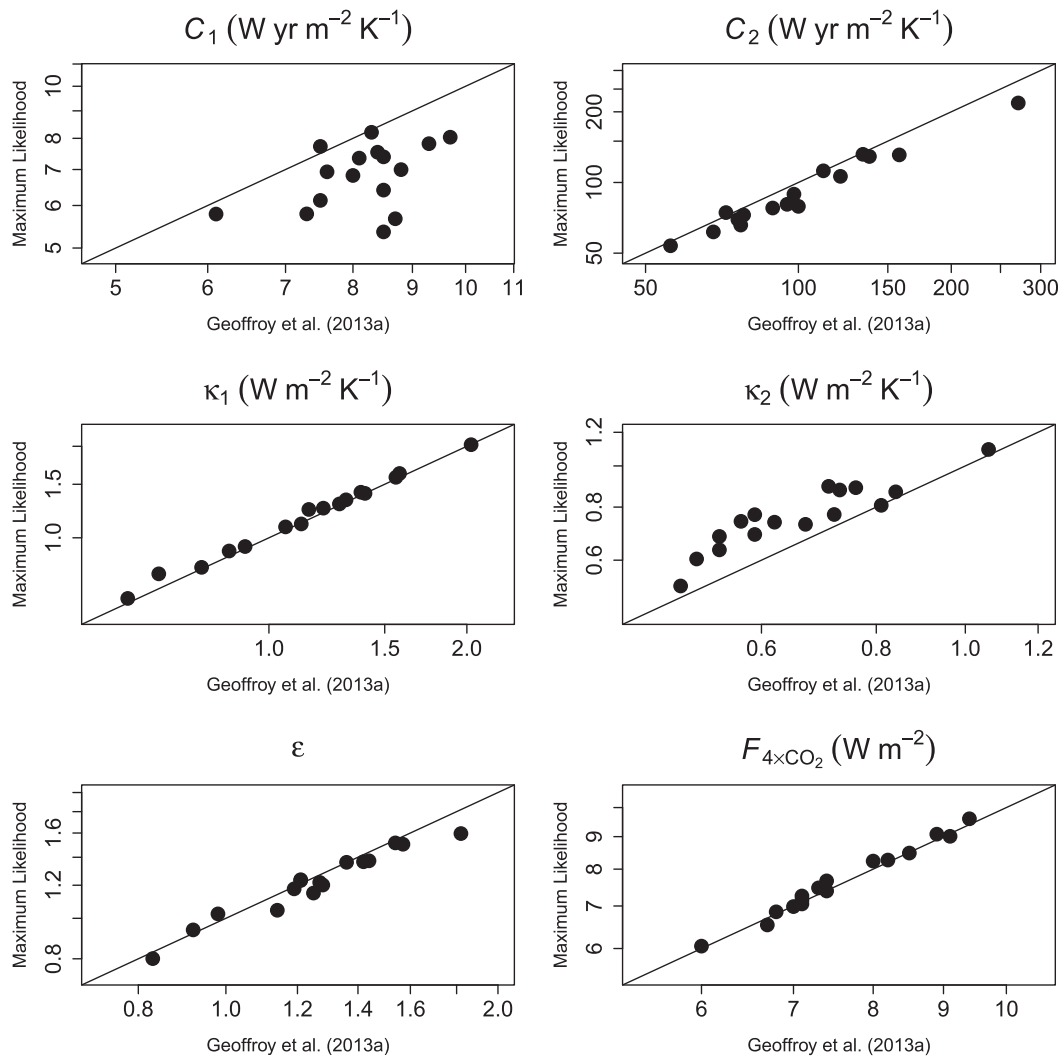 C₁ (W yr m⁻² K⁻¹)
Maximum Likelihood
5 6 7 8 10
5 6 7 8 9 10 11
Geoffroy et al. (2013a)
C₂ (W yr m⁻² K⁻¹)
Maximum Likelihood
50 100 200
50 100 150 200 300
Geoffroy et al. (2013a)
κ₁ (W m⁻² K⁻¹)
Maximum Likelihood
1.0 1.5
1.0 1.5 2.0
Geoffroy et al. (2013a)
κ₂ (W m⁻² K⁻¹)
Maximum Likelihood
0.6 0.8 1.2
0.6 0.8 1.0 1.2
Geoffroy et al. (2013a)
ε
Maximum Likelihood
0.8 1.2 1.6
0.8 1.0 1.2 1.4 1.6 2.0
Geoffroy et al. (2013a)
F₄×CO₂ (W m⁻²)
Maximum Likelihood
6 7 8 9
6 7 8 9 10
Geoffroy et al. (2013a)